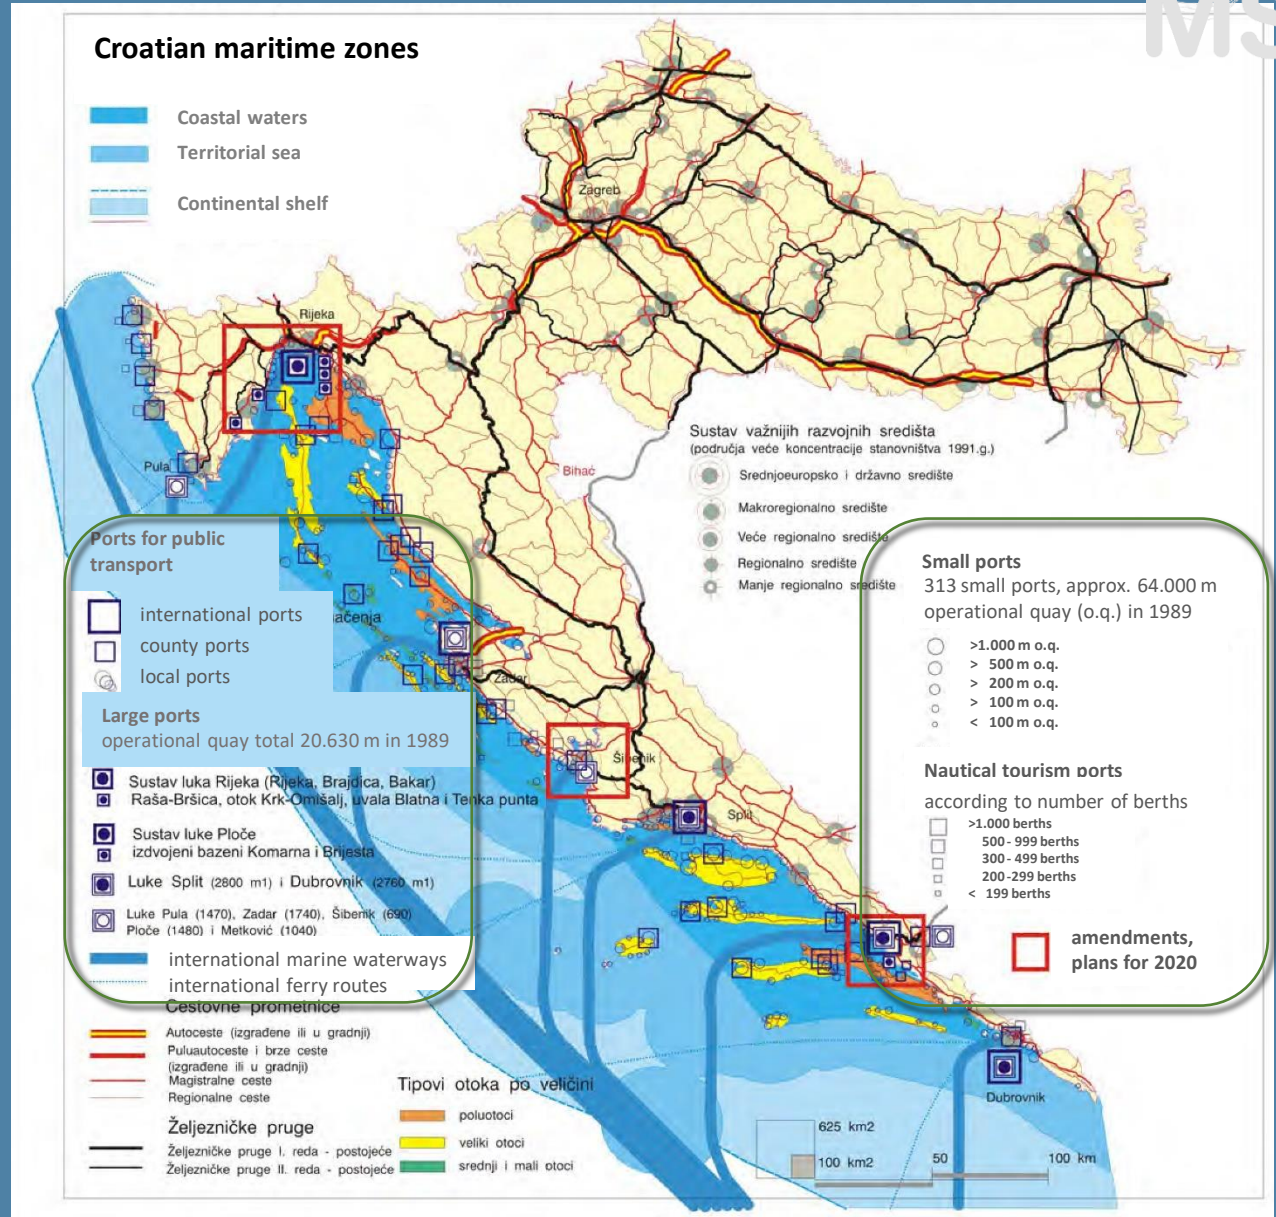 MS
Croatian maritime zones
Coastal waters
Territorial sea
Continental shelf
Zagreb
Rijeka
Pula
Bihać
Sustav važnijih razvojnih središta
(područja veće koncentracije stanovništva 1991.g.)
Srednjoeuropsko i državno središte
Makroregionalno središte
Veće regionalno središte
Regionalno središte
Manje regionalno središte
Ports for public
transport
international ports
county ports
local ports
ačenja
Zadar
Large ports
operational quay total 20.630 m in 1989
Šibenik
Sustav luka Rijeka (Rijeka, Brajdica, Bakar)
Raša-Bršica, otok Krk-Omišalj, uvala Blatna i Tenka punta
Sustav luke Ploče
izdvojeni bazeni Komarna i Brijesta
Luke Split (2800 m1) i Dubrovnik (2760 m1)
Luke Pula (1470), Zadar (1740), Šibenik (690)
Ploče (1480) i Metković (1040)
international marine waterways
international ferry routes
Split
Small ports
313 small ports, approx. 64.000 m
operational quay (o.q.) in 1989
>1.000 m o.q.
> 500 m o.q.
> 200 m o.q.
> 100 m o.q.
< 100 m o.q.
Nautical tourism ports
according to number of berths
>1.000 berths
500 - 999 berths
300 - 499 berths
200 -299 berths
< 199 berths
amendments,
plans for 2020
Cestovne prometnice
Autoceste (izgrađene ili u gradnji)
Puluautoceste i brze ceste
(izgrađene ili u gradnji)
Magistralne ceste
Regionalne ceste
Željezničke pruge
Željezničke pruge I. reda - postojeće
Željezničke pruge II. reda - postojeće
Tipovi otoka po veličini
poluotoci
veliki otoci
srednji i mali otoci
Dubrovnik
625 km2
100 km2
50
100 km